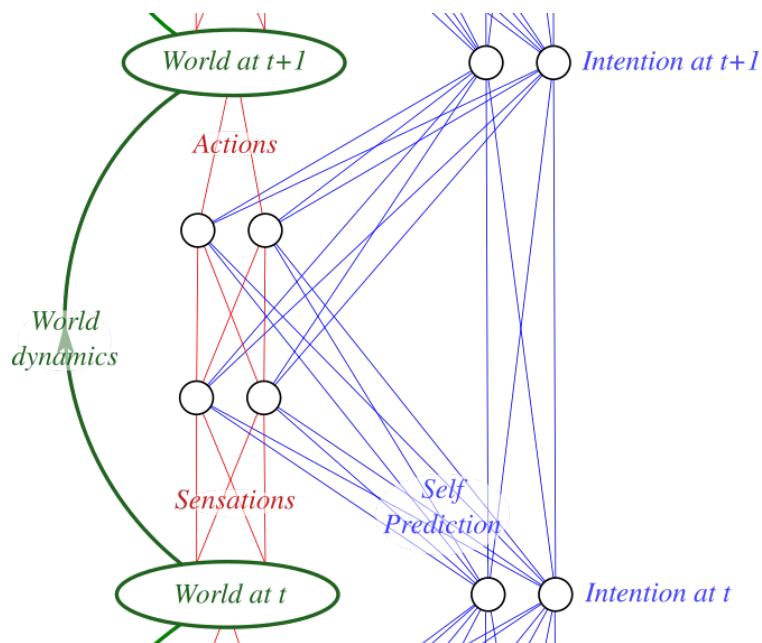 World at t+1
Intention at t+1
Actions
World
dynamics
Self
Prediction
Sensations
World at t
Intention at t